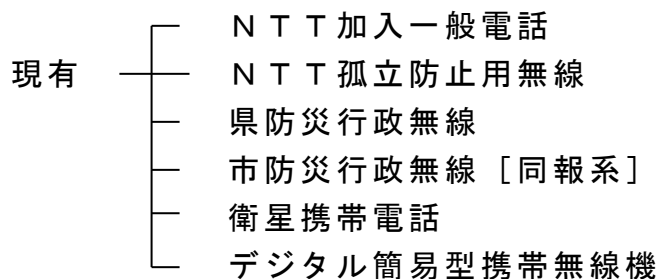 ＮＴＴ加入一般電話
現有 ＮＴＴ孤立防止用無線
県防災行政無線
市防災行政無線［同報系］
衛星携帯電話
デジタル簡易型携帯無線機